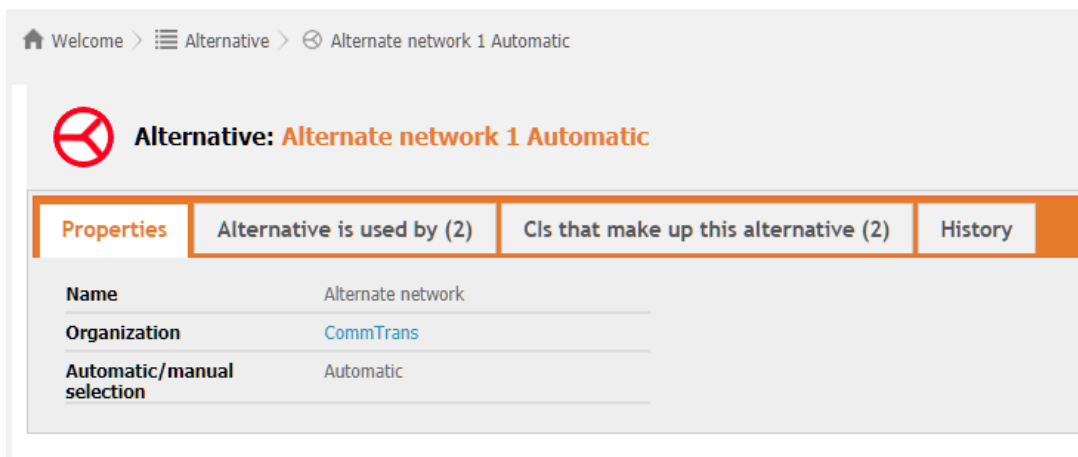 Welcome > Alternative > Alternate network 1 Automatic
Alternative: Alternate network 1 Automatic
Properties Alternative is used by (2) CIs that make up this alternative (2) History
Name Alternate network
Organization CommTrans
Automatic/manual Automatic
selection